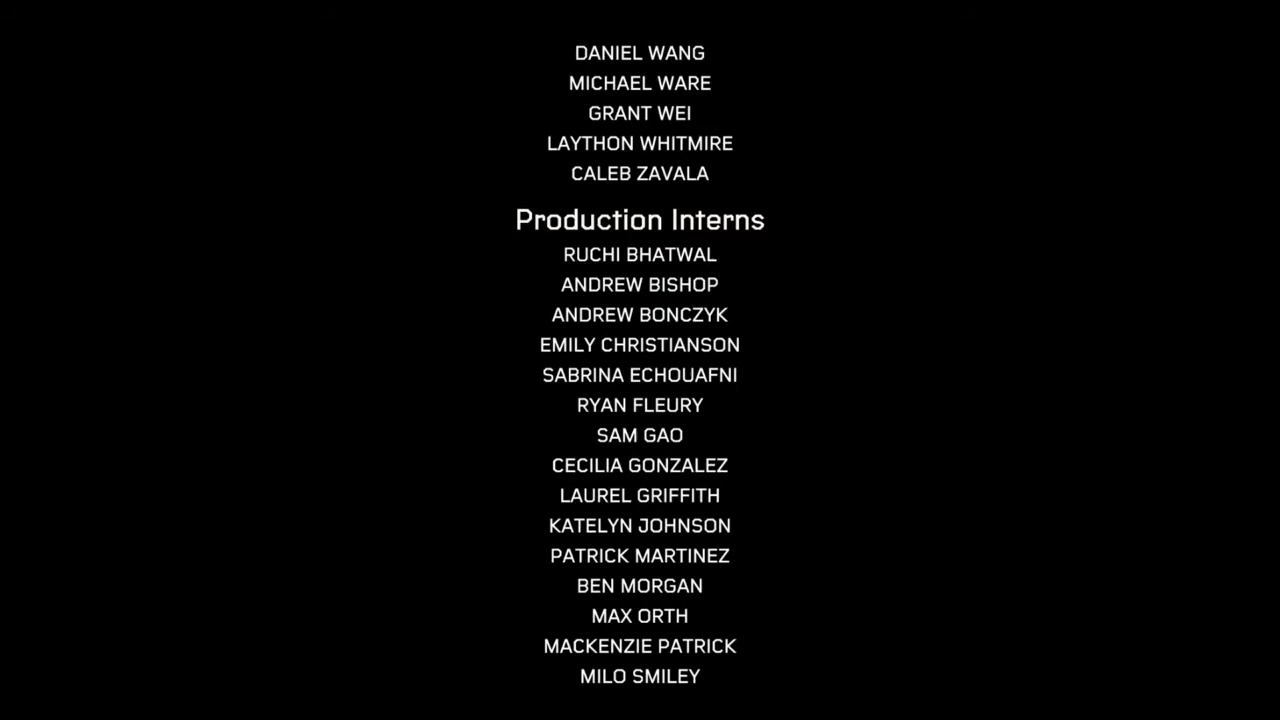 DANIEL WANG
MICHAEL WARE
GRANT WEI
LAYTHON WHITMIRE
CALEB ZAVALA
Production Interns
RUCHI BHATWAL
ANDREW BISHOP
ANDREW BONCZYK
EMILY CHRISTIANSON
SABRINA ECHOUAFNI
RYAN FLEURY
SAM GAO
CECILIA GONZALEZ
LAUREL GRIFFITH
KATELYN JOHNSON
PATRICK MARTINEZ
BEN MORGAN
MAX ORTH
MACKENZIE PATRICK
MILO SMILEY